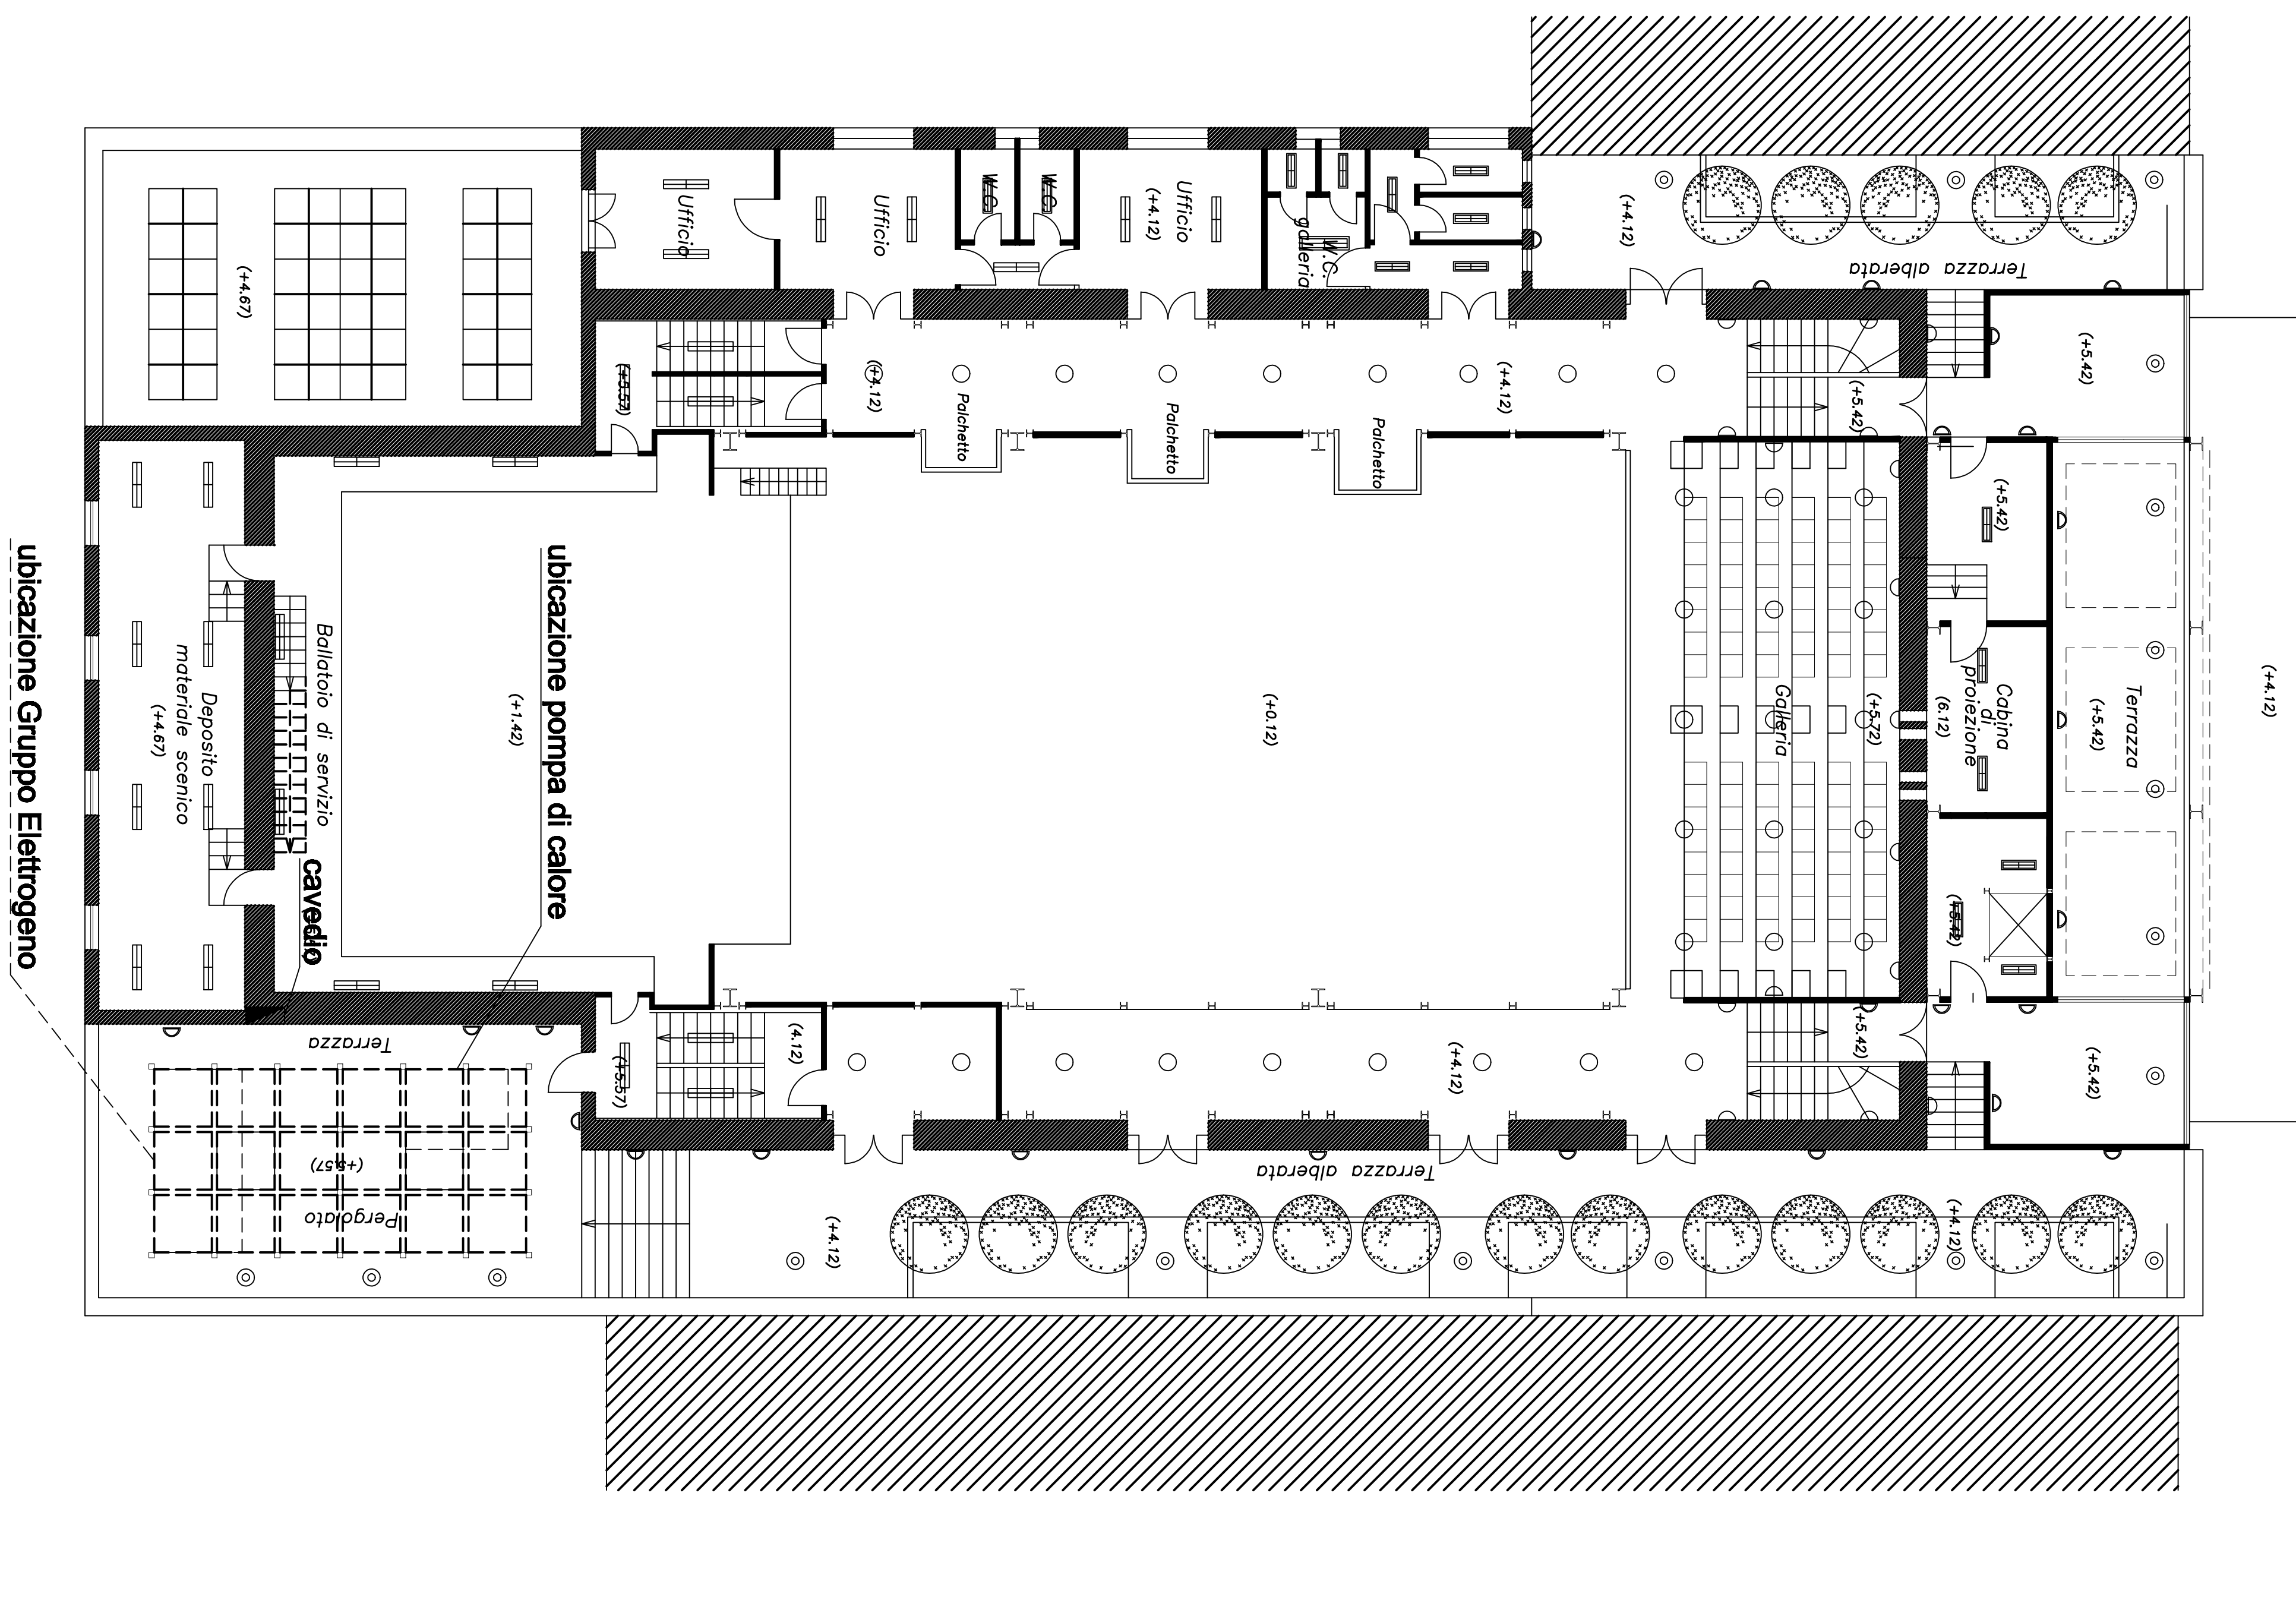 Terrazza alberata
(+4.12)
Ufficio
Ufficio
W.C.
W.C.
Ufficio
(+4.12)
W.C.
galleria
(+4.67)
(+5.57)
(+4.12)
(+4.12)
(+5.42)
(+5.42)
Palchetto
Palchetto
Palchetto
(+5.42)
ubicazione Gruppo Elettrogeno
ubicazione pompa di calore
Ballatoio di servizio
Deposito
materiale scenico
(+4.67)
cavedio
(+1.42)
(+0.12)
Galleria
(+5.72)
Cabina
di
proiezione
(6.12)
Terrazza
(+5.42)
(+4.12)
(+5.42)
Terrazza
(+5.57)
(4.12)
(+4.12)
(+5.42)
(+5.42)
(+5.57)
Pergolato
Terrazza alberata
(+4.12)
(+4.12)